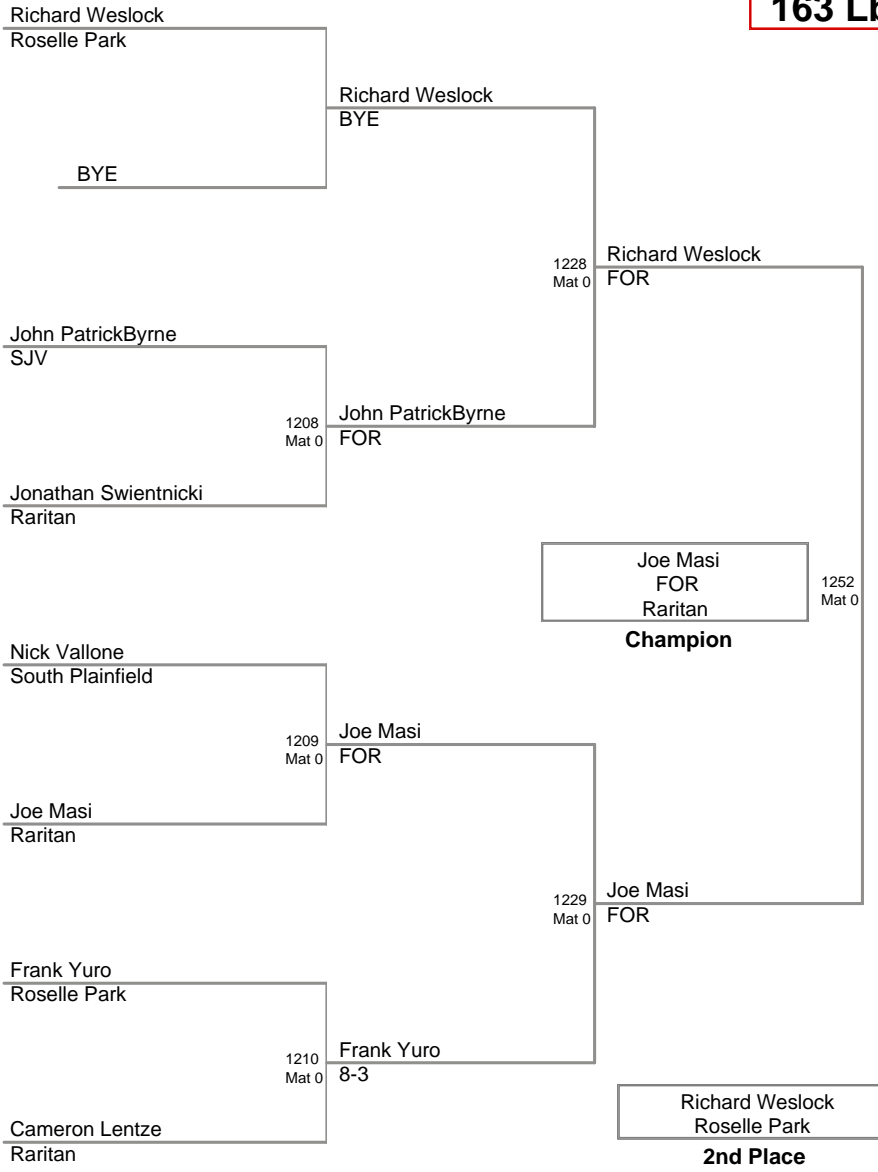 163 Lb
Richard Weslock
Roselle Park
Richard Weslock
BYE
BYE
1228
Mat 0
Richard Weslock
FOR
John PatrickByrne
SJV
1208
Mat 0
John PatrickByrne
FOR
Jonathan Swientnicki
Raritan
Joe Masi
FOR
Raritan
Champion
1252
Mat 0
Nick Vallone
South Plainfield
1209
Mat 0
Joe Masi
FOR
Joe Masi
Raritan
1229
Mat 0
Joe Masi
FOR
Frank Yuro
Roselle Park
1210
Mat 0
Frank Yuro
8-3
Cameron Lentze
Raritan
Richard Weslock
Roselle Park
2nd Place